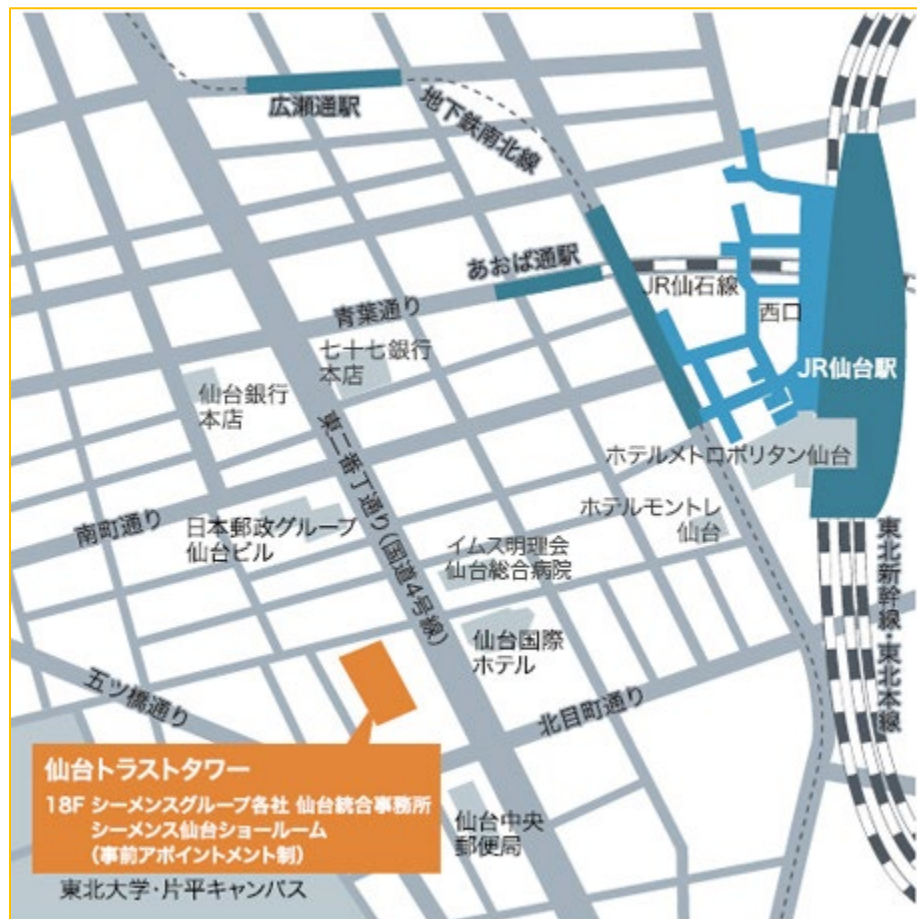 広瀬通駅
地下鉄南北線
あおば通駅
JR仙石線
西口
青葉通り
七十七銀行
本店
JR仙台駅
仙台銀行
本店
東二番丁通り(国道4号線)
ホテルメトロポリタン仙台
ホテルモントレ
仙台
南町通り
日本郵政グループ
仙台ビル
イムス明理会
仙台総合病院
東北新幹線・東北本線
仙台国際
ホテル
五ツ橋通り
北目町通り
仙台トラストタワー
18F シーメンスグループ各社 仙台統合事務所
シーメンス仙台ショールーム
(事前アポイントメント制)
仙台中央
郵便局
東北大学・片平キャンパス